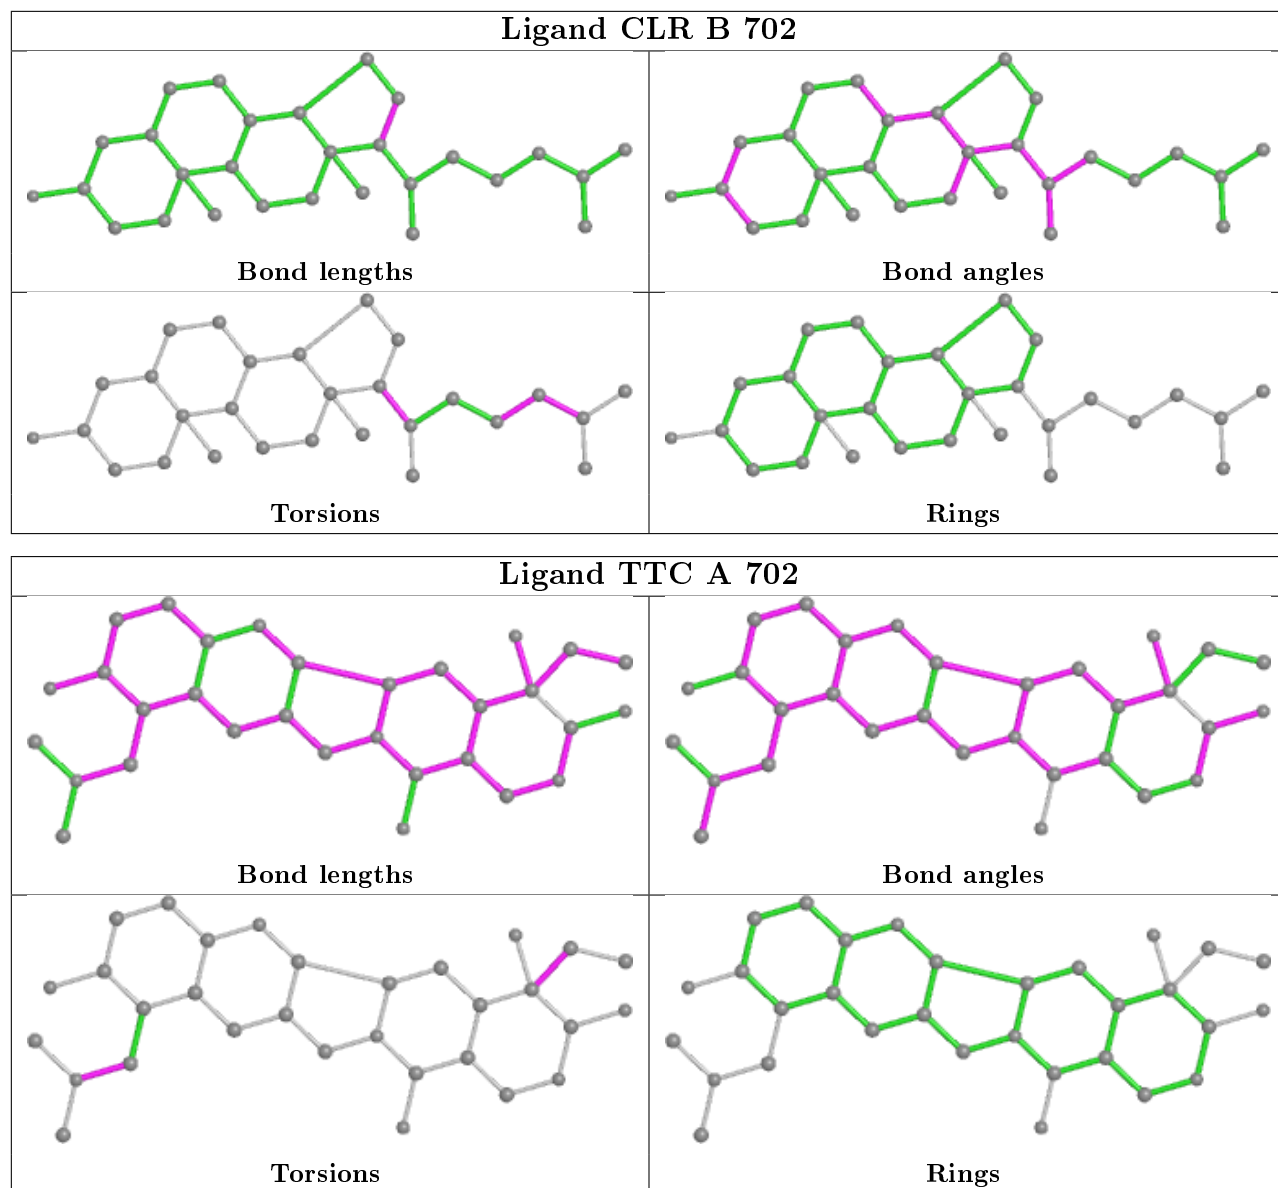 Ligand CLR B 702
Bond lengths
Bond angles
Torsions
Rings
Ligand TTC A 702
Bond lengths
Bond angles
Torsions
Rings